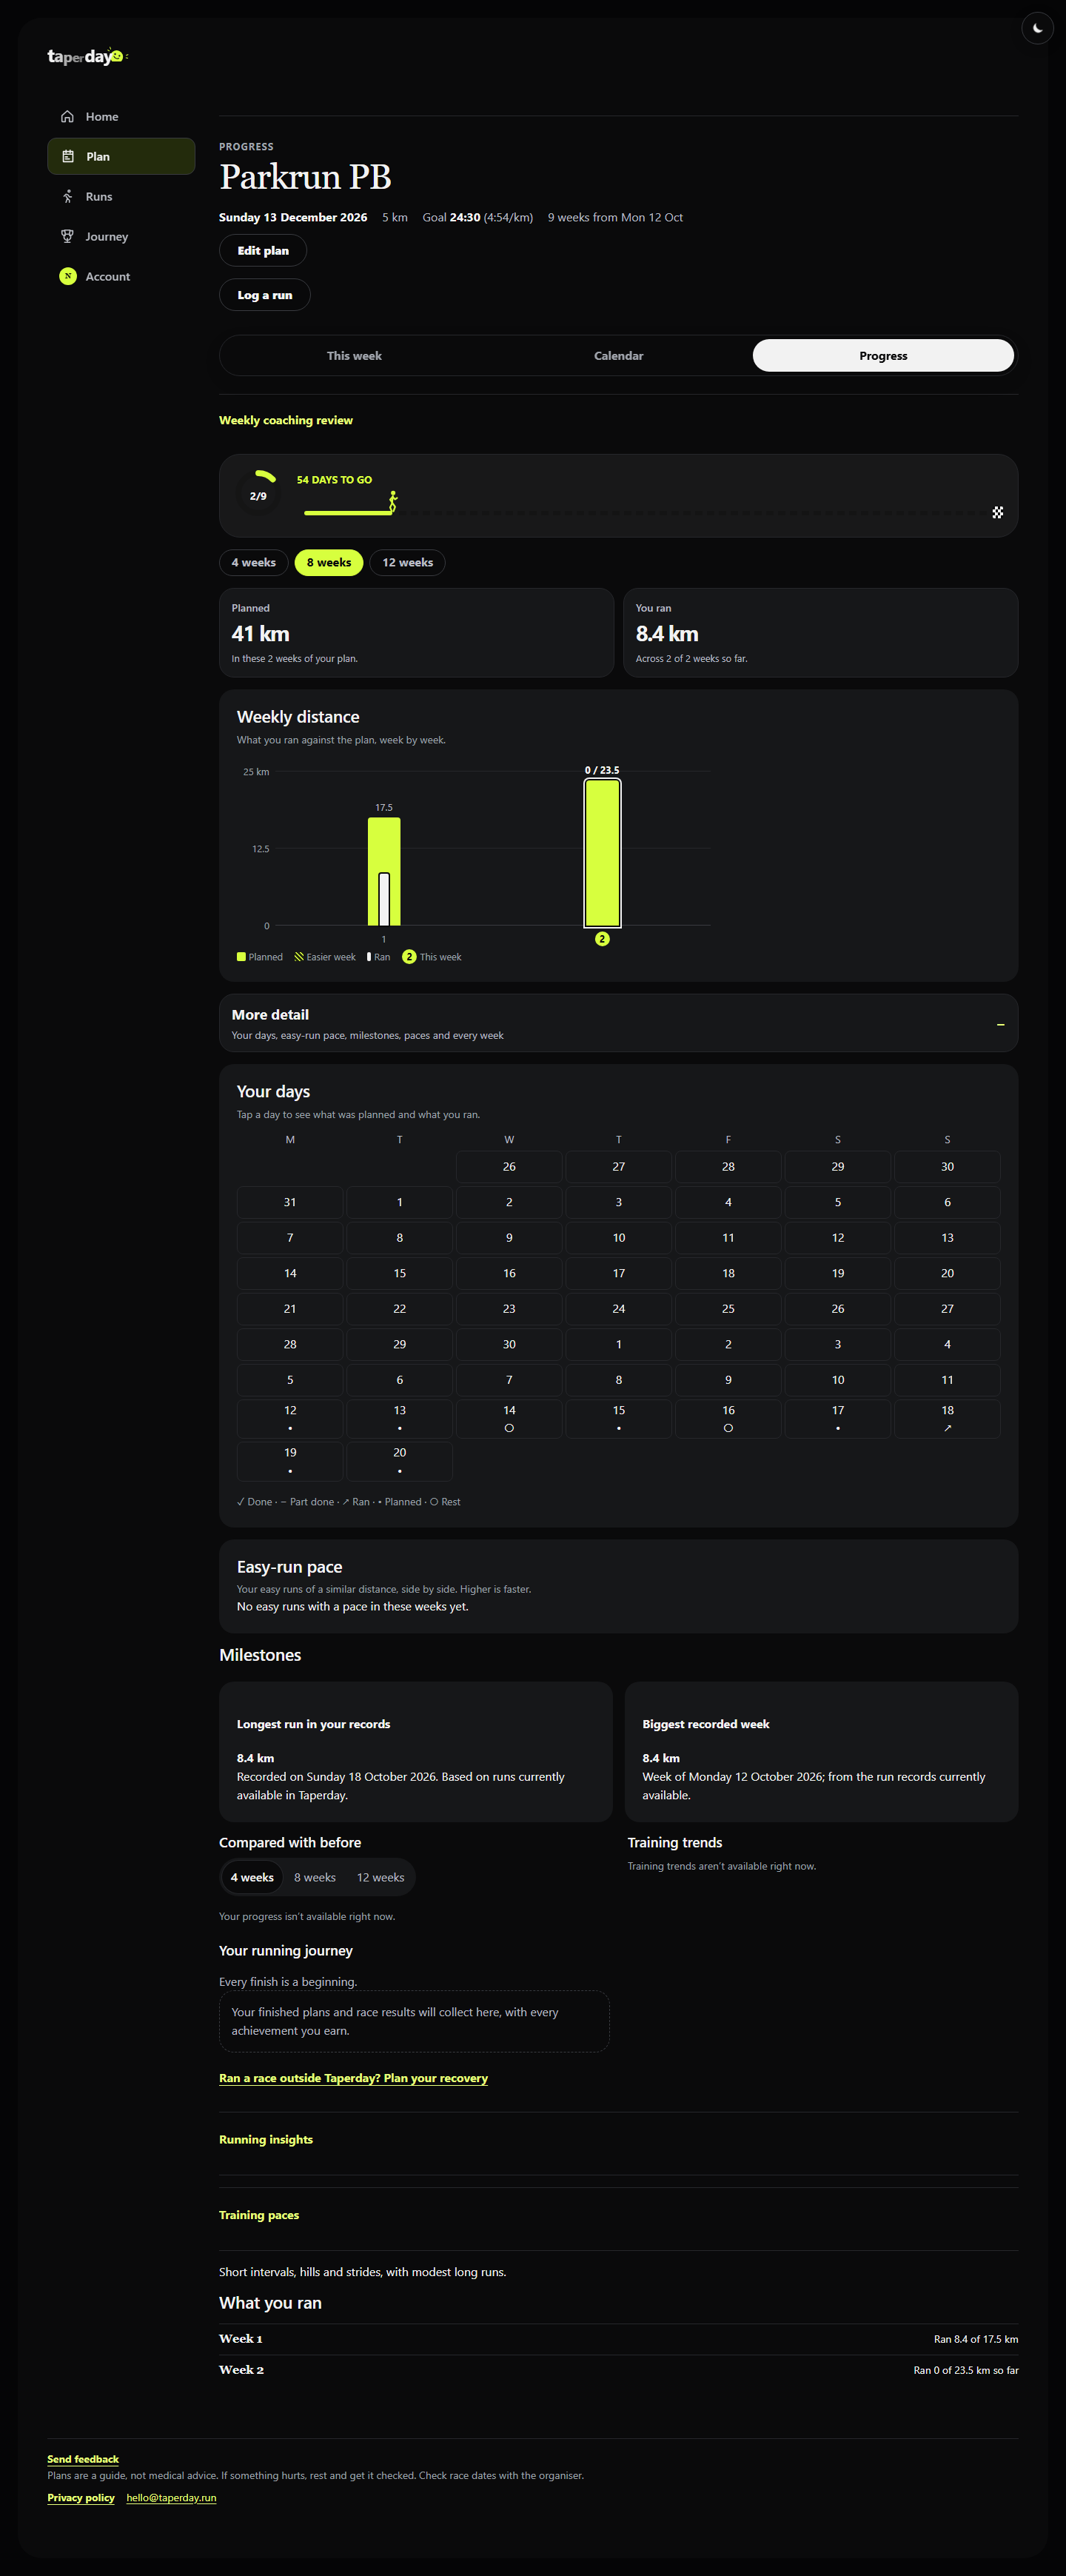 taperday
Home
Plan
Runs
Journey
N Account
PROGRESS
Parkrun PB
Sunday 13 December 2026 5 km Goal 24:30 (4:54/km) 9 weeks from Mon 12 Oct
Edit plan
Log a run
This week Calendar Progress
Weekly coaching review
2/9
54 DAYS TO GO
4 weeks 8 weeks 12 weeks
Planned
41 km
In these 2 weeks of your plan.
You ran
8.4 km
Across 2 of 2 weeks so far.
Weekly distance
What you ran against the plan, week by week.
25 km
12.5
0
17.5
0 / 23.5
1 2
Planned Easier week Ran 2 This week
More detail
Your days, easy-run pace, milestones, paces and every week
–
Your days
Tap a day to see what was planned and what you ran.
M T W T F S S
26 27 28 29 30
31 1 2 3 4 5 6
7 8 9 10 11 12 13
14 15 16 17 18 19 20
21 22 23 24 25 26 27
28 29 30 1 2 3 4
5 6 7 8 9 10 11
12 13 14 15 16 17 18
• • ○ • ○ • ↗
19 20
• •
✓ Done · – Part done · ↗ Ran · • Planned · ○ Rest
Easy-run pace
Your easy runs of a similar distance, side by side. Higher is faster.
No easy runs with a pace in these weeks yet.
Milestones
Longest run in your records
8.4 km
Recorded on Sunday 18 October 2026. Based on runs currently
available in Taperday.
Biggest recorded week
8.4 km
Week of Monday 12 October 2026; from the run records currently
available.
Compared with before
4 weeks 8 weeks 12 weeks
Your progress isn’t available right now.
Training trends
Training trends aren’t available right now.
Your running journey
Every finish is a beginning.
Your finished plans and race results will collect here, with every
achievement you earn.
Ran a race outside Taperday? Plan your recovery
Running insights
Training paces
Short intervals, hills and strides, with modest long runs.
What you ran
Week 1 Ran 8.4 of 17.5 km
Week 2 Ran 0 of 23.5 km so far
Send feedback
Plans are a guide, not medical advice. If something hurts, rest and get it checked. Check race dates with the organiser.
Privacy policy hello@taperday.run